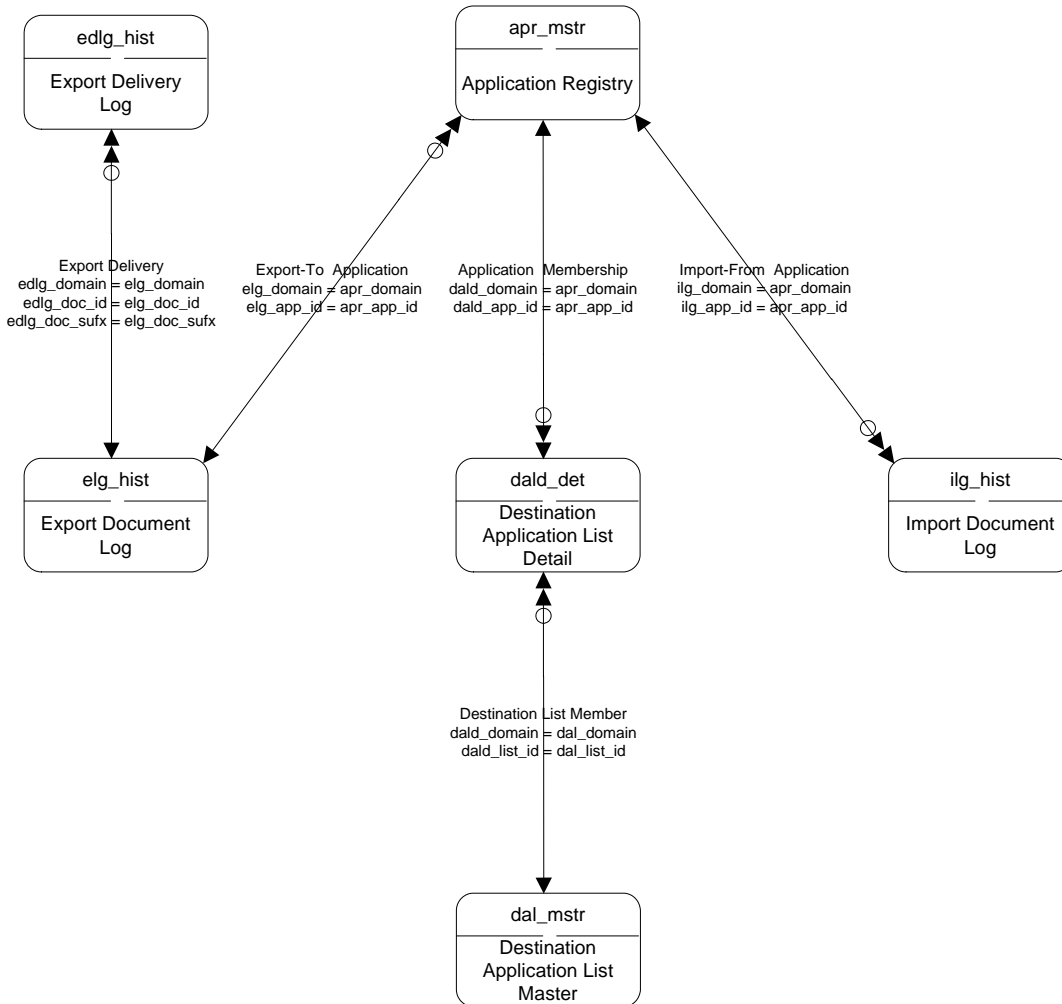 edlg_hist
Export Delivery
Log
apr_mstr
Application Registry
Export Delivery
edlg_domain = elg_domain
edlg_doc_id = elg_doc_id
edlg_doc_sufx = elg_doc_sufx
Export-To Application
elg_domain = apr_domain
elg_app_id = apr_app_id
Application Membership
dald_domain = apr_domain
dald_app_id = apr_app_id
Import-From Application
ilg_domain = apr_domain
ilg_app_id = apr_app_id
elg_hist
Export Document
Log
dald_det
Destination
Application List
Detail
ilg_hist
Import Document
Log
Destination List Member
dald_domain = dal_domain
dald_list_id = dal_list_id
dal_mstr
Destination
Application List
Master